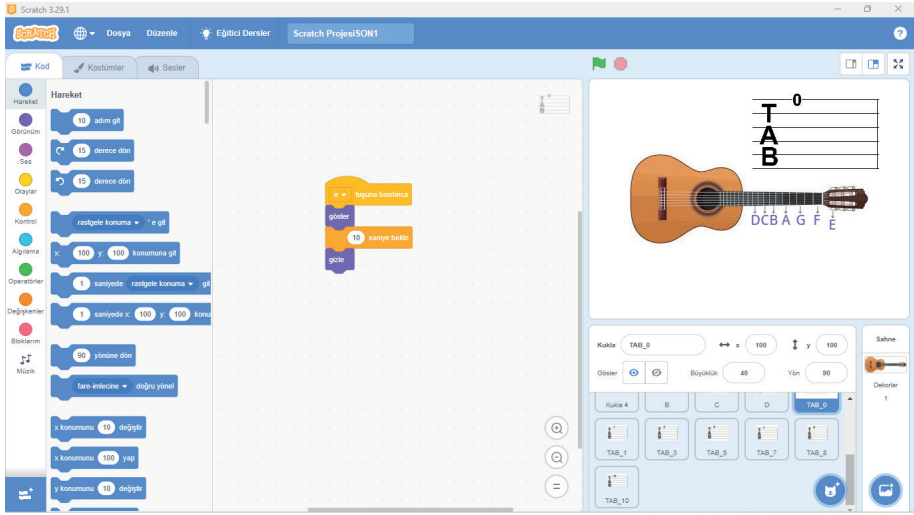 Scratch 3.29.1
SCRATCH Dosya Düzenle Eğitici Dersler Scratch ProjesiSON1
Kod Kostümler Sesler
Hareket
Görünüm
Ses
Olaylar
Kontrol
Algılama
Operatörler
Değişkenler
Bloklarım
Müzik
Hareket
10 adım git
15 derece dön
15 derece dön
rastgele konuma ' e git
x: 100 y: 100 konumuna git
1 saniyede rastgele konuma git
1 saniyede x: 100 y: 100 konu
90 yönüne dön
fare-imlecine doğru yönel
x konumunu 10 değiştir
x konumunu 100 yap
y konumunu 10 değiştir
e tuşuna basılınca
göster
10 saniye bekle
gizle
0
T
A
B
D C B A G F E
Kukla TAB_0 x 100 y 100
Göster Büyüklük 40 Yön 90
Kukla 4 B C D TAB_0
TAB_1 TAB_3 TAB_5 TAB_7 TAB_8
TAB_10
Sahne
Dekorlar
1